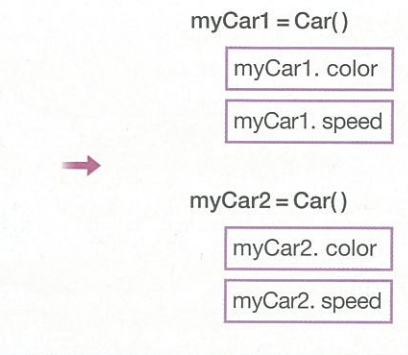 myCar1 = Car()
myCar1. color
myCar1. speed
myCar2 = Car()
myCar2. color
myCar2. speed